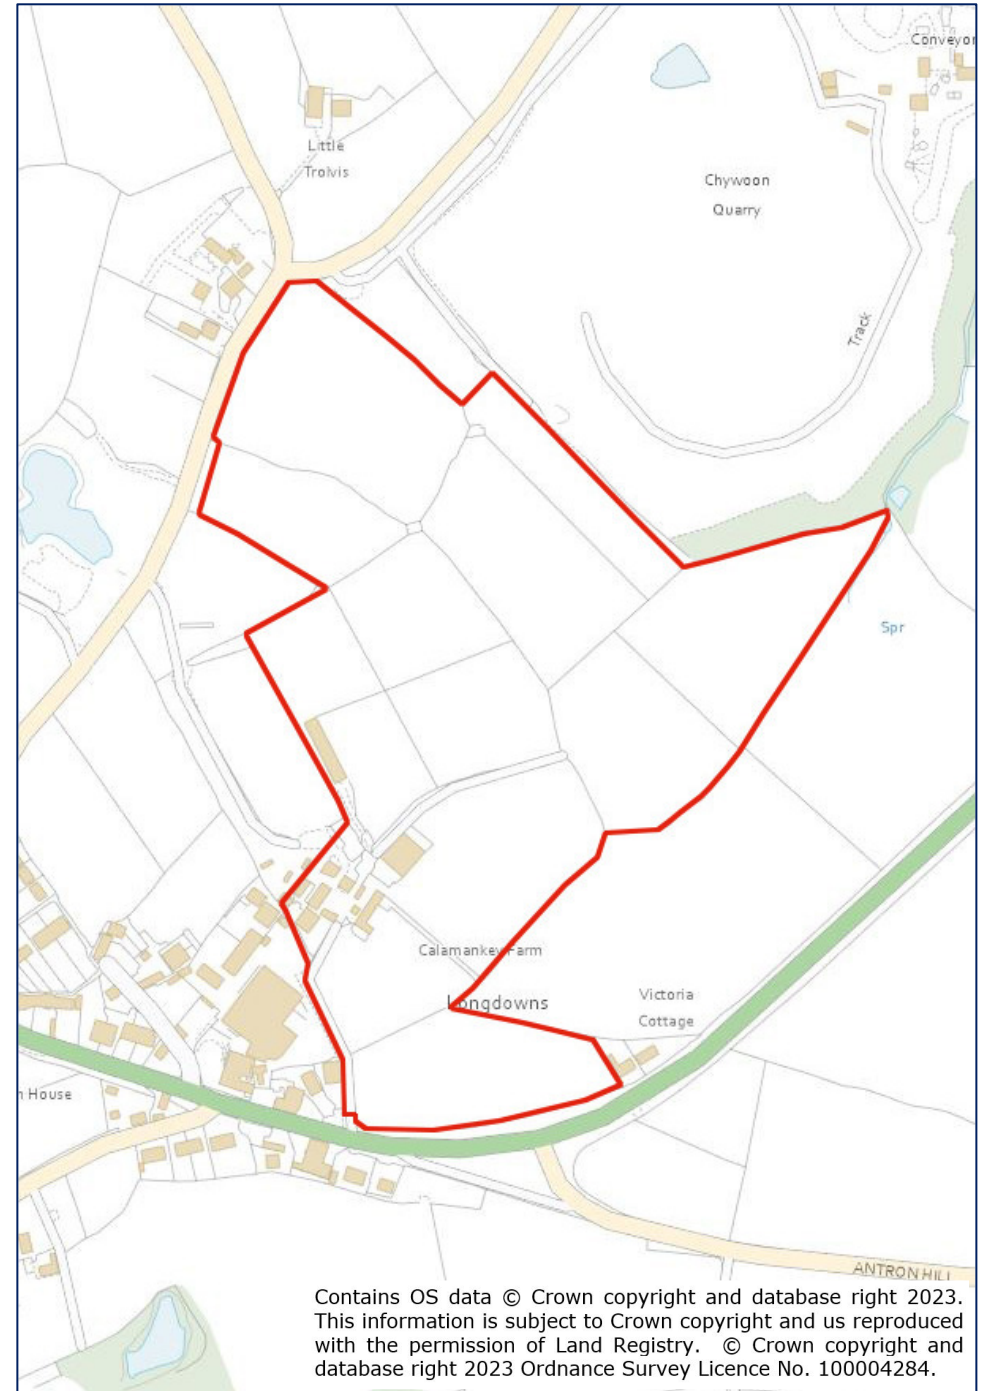 Conveyor
Little
Trolvis
Chywoon
Quarry
Track
Spr
Calamankey Farm
Longdowns
Victoria
Cottage
n House
ANTRON HILL
Contains OS data © Crown copyright and database right 2023.
This information is subject to Crown copyright and us reproduced
with the permission of Land Registry. © Crown copyright and
database right 2023 Ordnance Survey Licence No. 100004284.